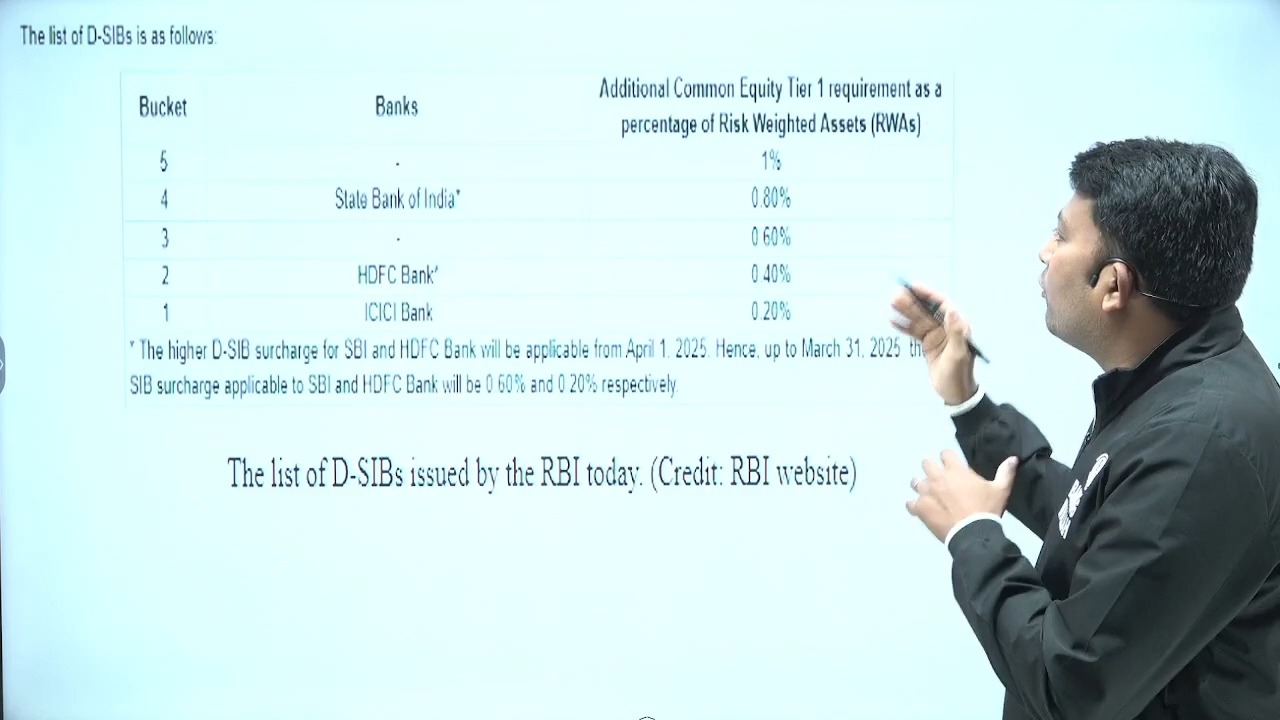 The list of D-SIBs is as follows:
Bucket Banks Additional Common Equity Tier 1 requirement as a percentage of Risk Weighted Assets (RWAs)
5 - 1%
4 State Bank of India* 0.80%
3 - 0.60%
2 HDFC Bank* 0.40%
1 ICICI Bank 0.20%
* The higher D-SIB surcharge for SBI and HDFC Bank will be applicable from April 1, 2025. Hence, up to March 31, 2025
SIB surcharge applicable to SBI and HDFC Bank will be 0.60% and 0.20% respectively.
The list of D-SIBs issued by the RBI today. (Credit: RBI website)